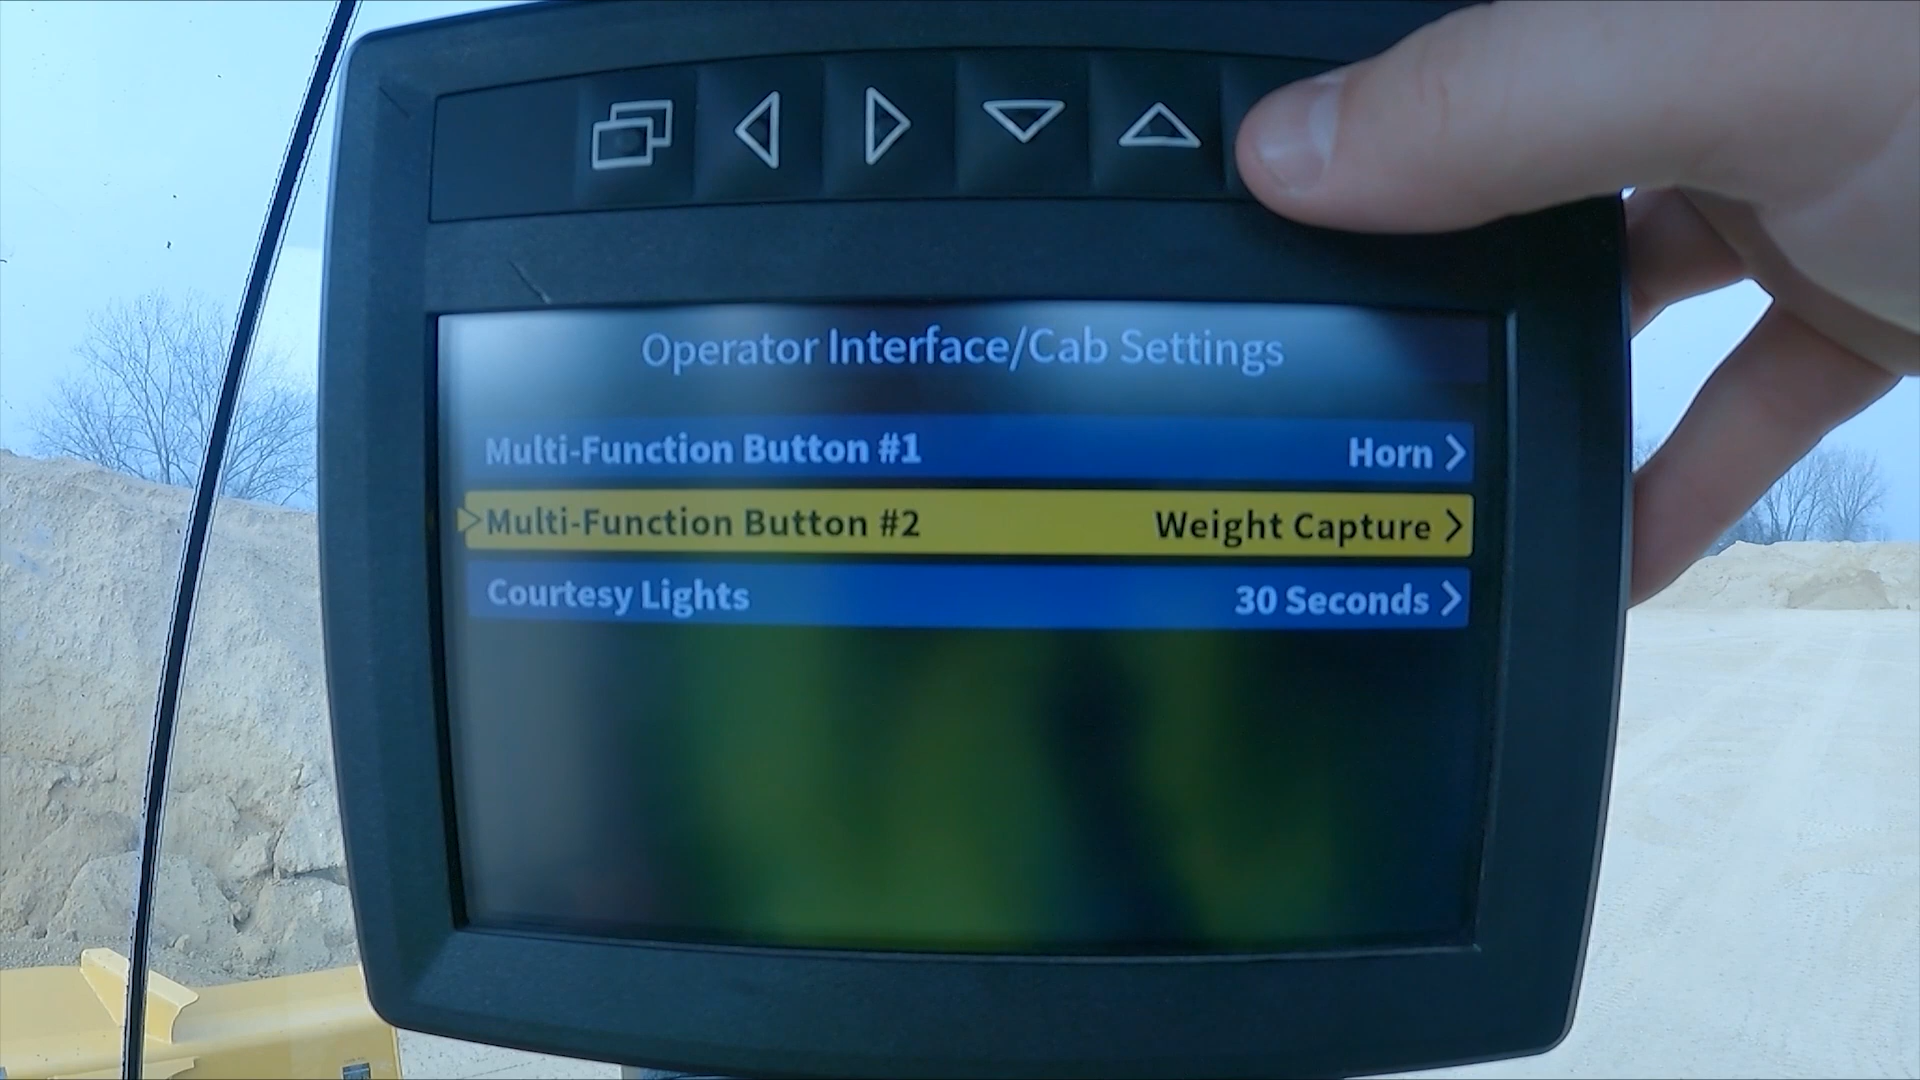 Operator Interface/Cab Settings
Multi-Function Button #1 Horn
Multi-Function Button #2 Weight Capture
Courtesy Lights 30 Seconds